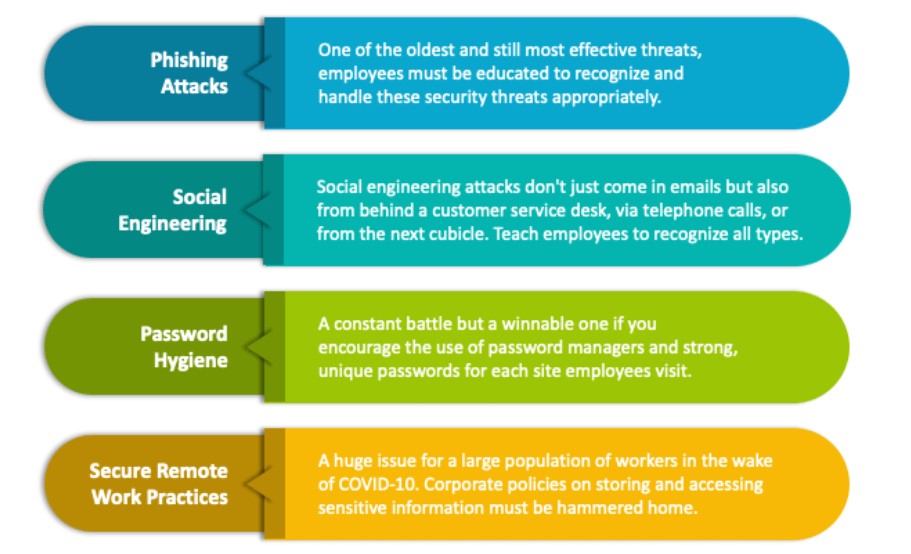 Phishing
Attacks
One of the oldest and still most effective threats,
employees must be educated to recognize and
handle these security threats appropriately.
Social
Engineering
Social engineering attacks don't just come in emails but also
from behind a customer service desk, via telephone calls, or
from the next cubicle. Teach employees to recognize all types.
Password
Hygiene
A constant battle but a winnable one if you
encourage the use of password managers and strong,
unique passwords for each site employees visit.
Secure Remote
Work Practices
A huge issue for a large population of workers in the wake
of COVID-10. Corporate policies on storing and accessing
sensitive information must be hammered home.